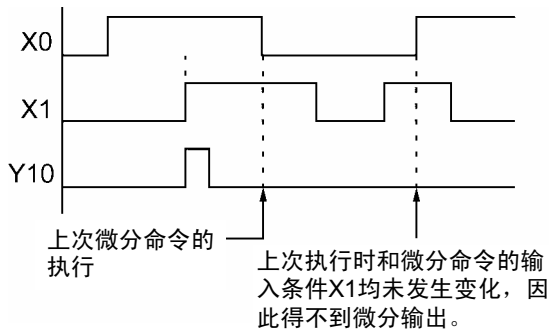 X0
X1
Y10
上次微分命令的
执行
上次执行时和微分命令的输
入条件X1均未发生变化，因
此得不到微分输出。